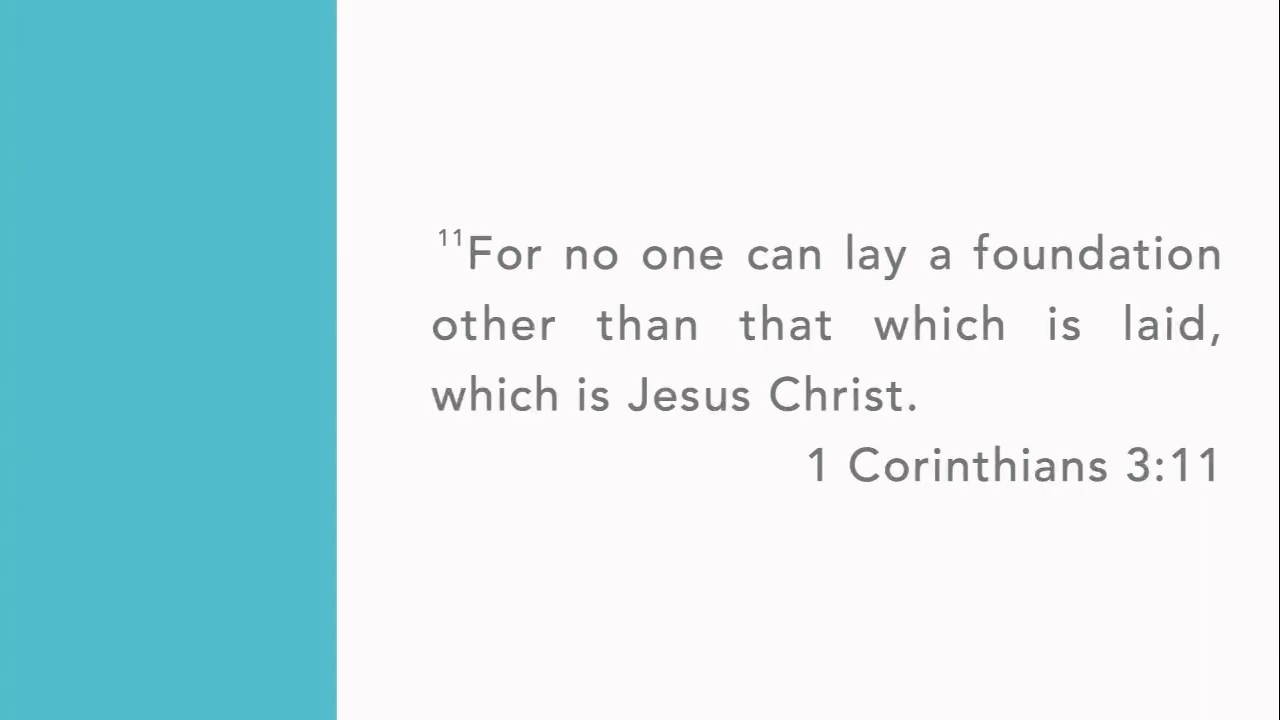 ¹¹For no one can lay a foundation
other than that which is laid,
which is Jesus Christ.
1 Corinthians 3:11